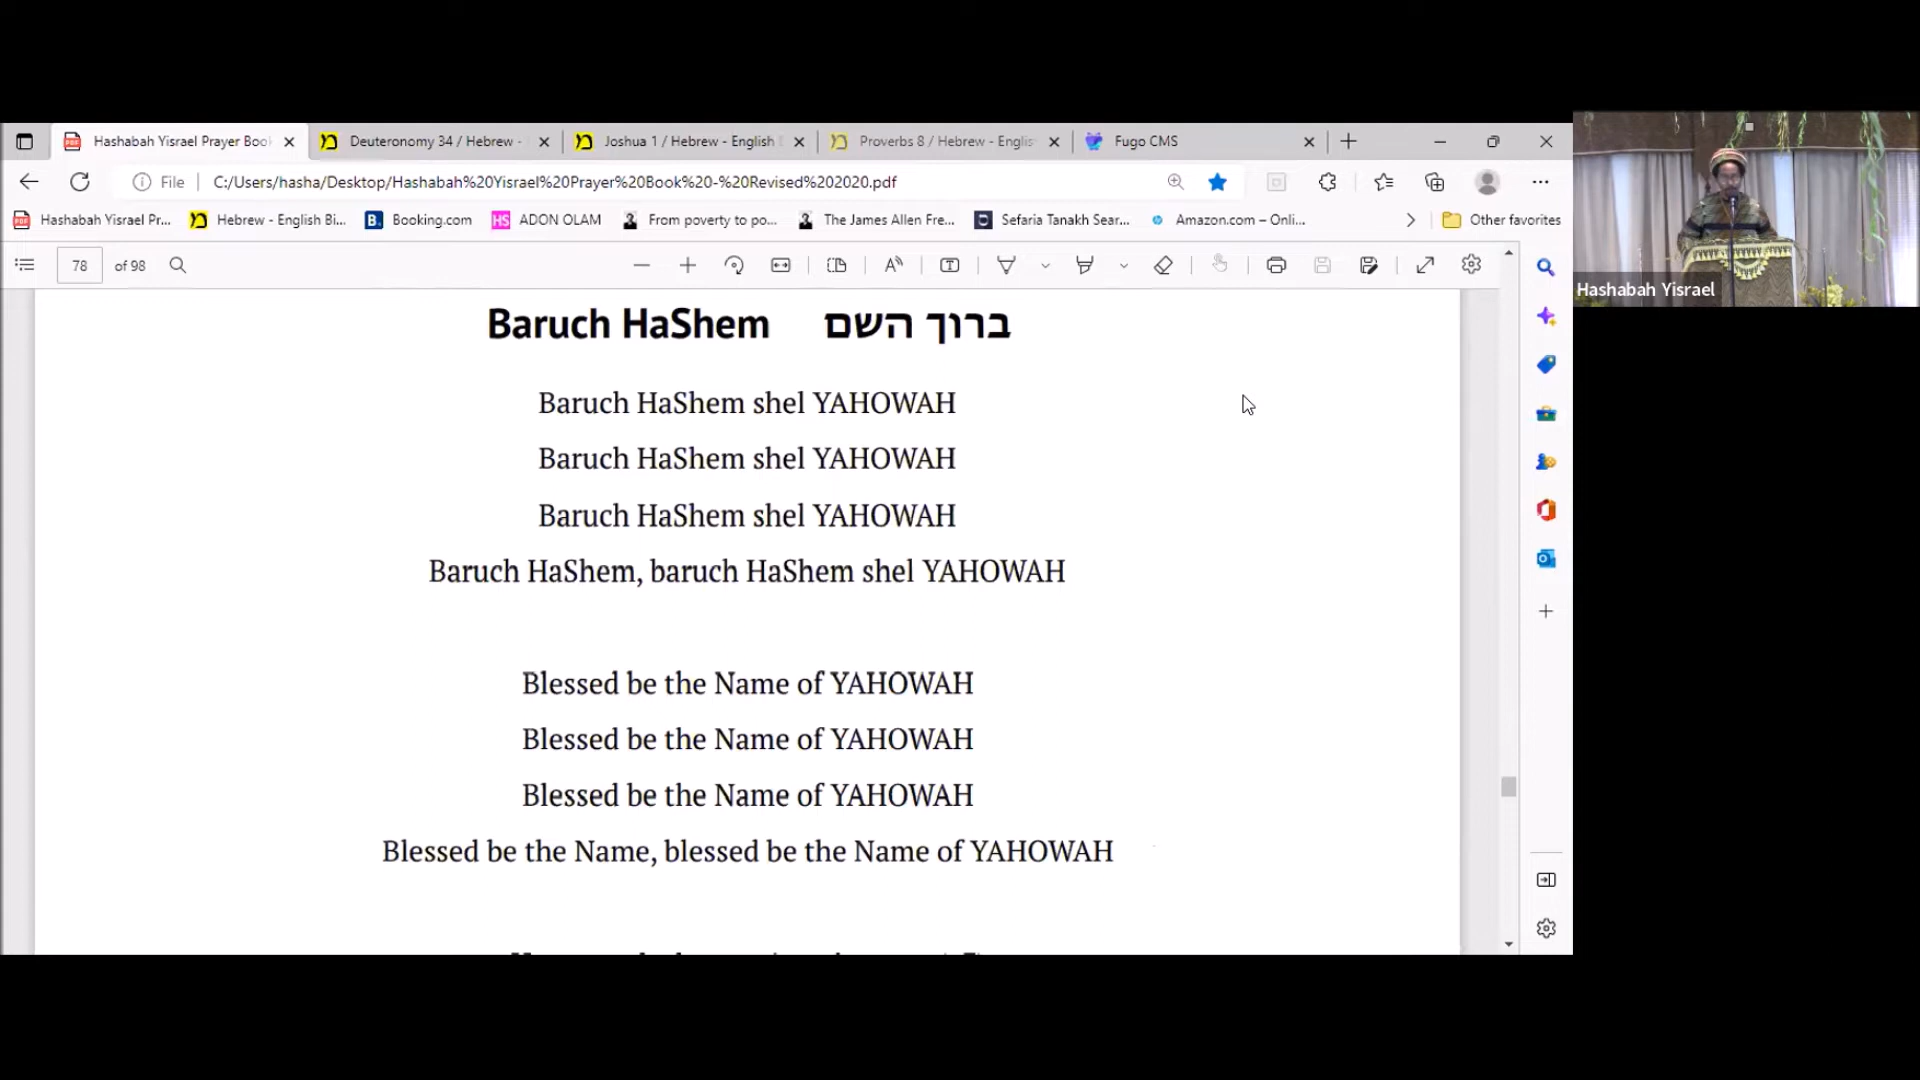 Hashabah Yisrael Prayer Boo
Deuteronomy 34 / Hebrew -
Joshua 1 / Hebrew - English
Proverbs 8 / Hebrew - Englis
Fugo CMS
File
C:/Users/hasha/Desktop/Hashabah%20Yisrael%20Prayer%20Book%20-%20Revised%202020.pdf
Hashabah Yisrael Pr...
Hebrew - English Bi...
Booking.com
ADON OLAM
From poverty to po...
The James Allen Fre...
Sefaria Tanakh Sear...
Amazon.com – Onli...
Other favorites
78 of 98
Baruch HaShem ברוך השם
Baruch HaShem shel YAHOWAH
Baruch HaShem shel YAHOWAH
Baruch HaShem shel YAHOWAH
Baruch HaShem, baruch HaShem shel YAHOWAH
Blessed be the Name of YAHOWAH
Blessed be the Name of YAHOWAH
Blessed be the Name of YAHOWAH
Blessed be the Name, blessed be the Name of YAHOWAH
Hashabah Yisrael